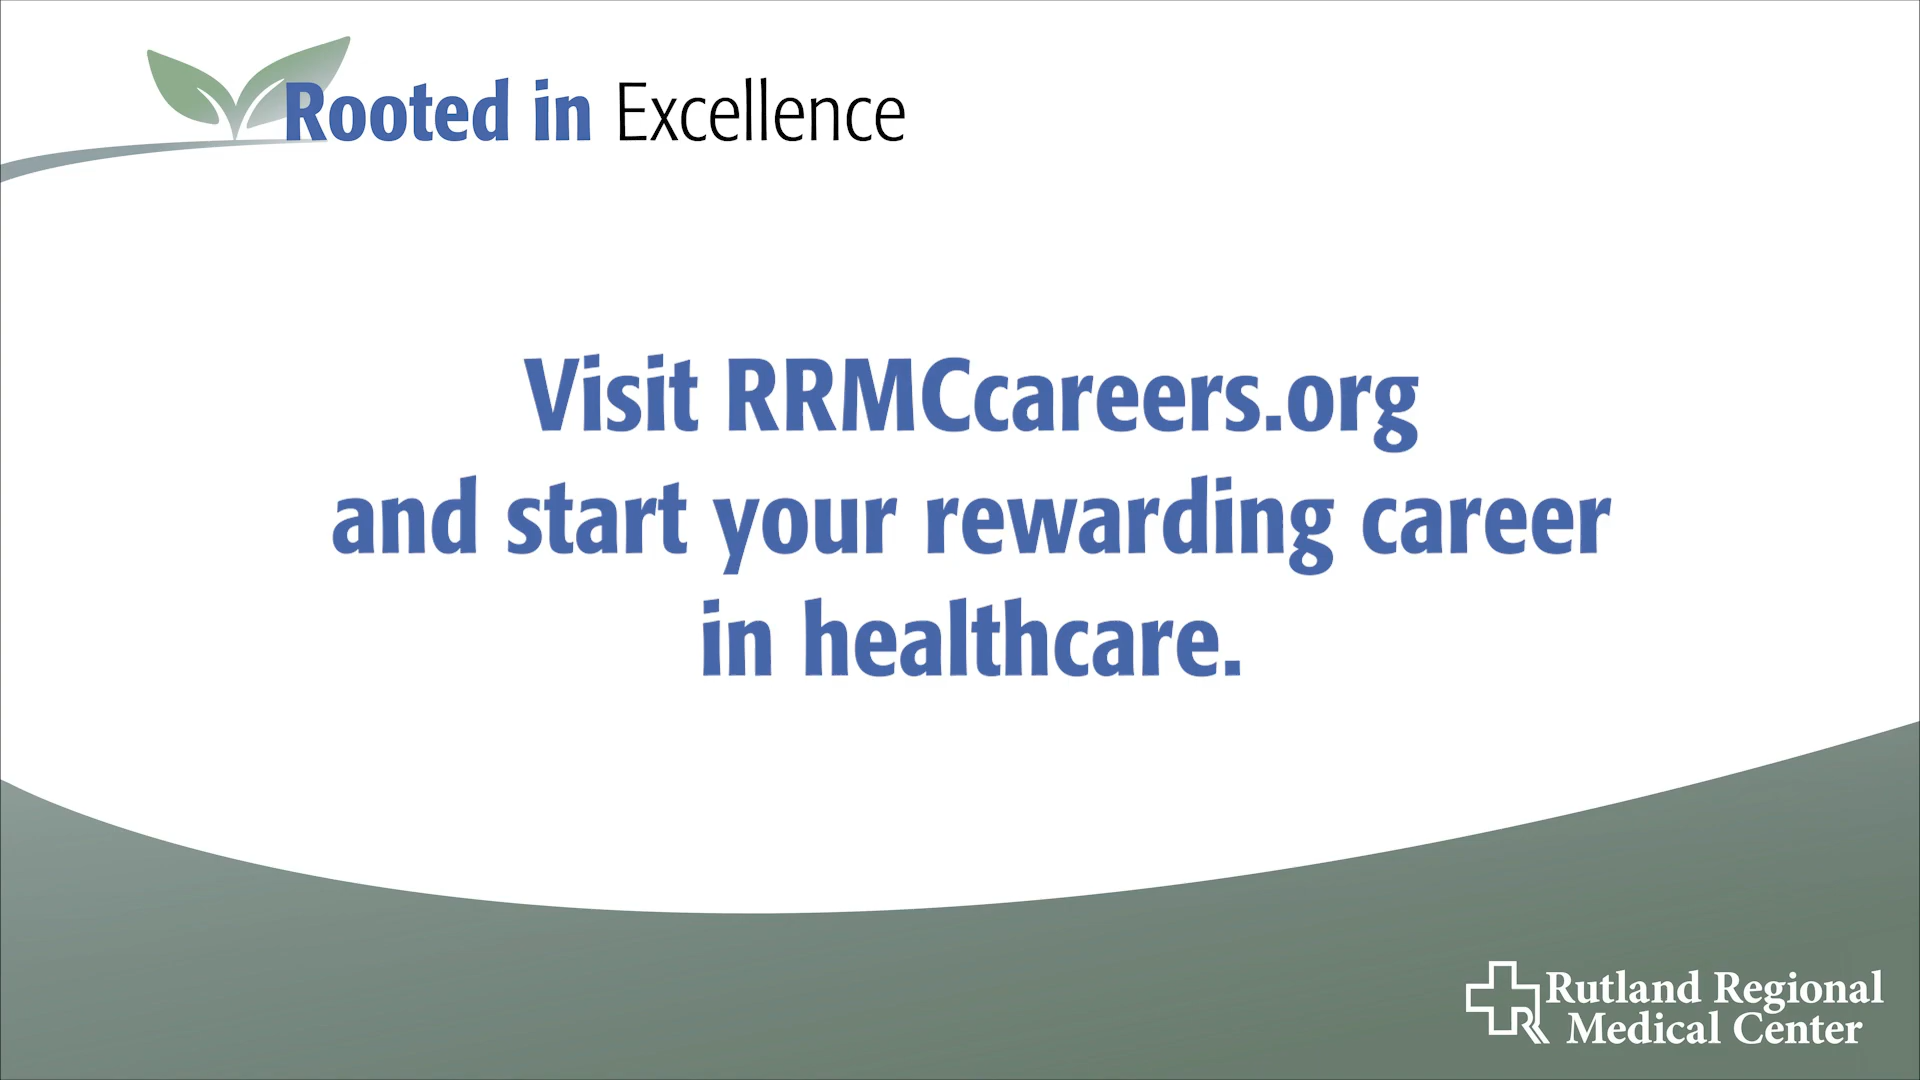 Rooted in Excellence
Visit RRMCcareers.org
and start your rewarding career
in healthcare.
Rutland Regional
Medical Center